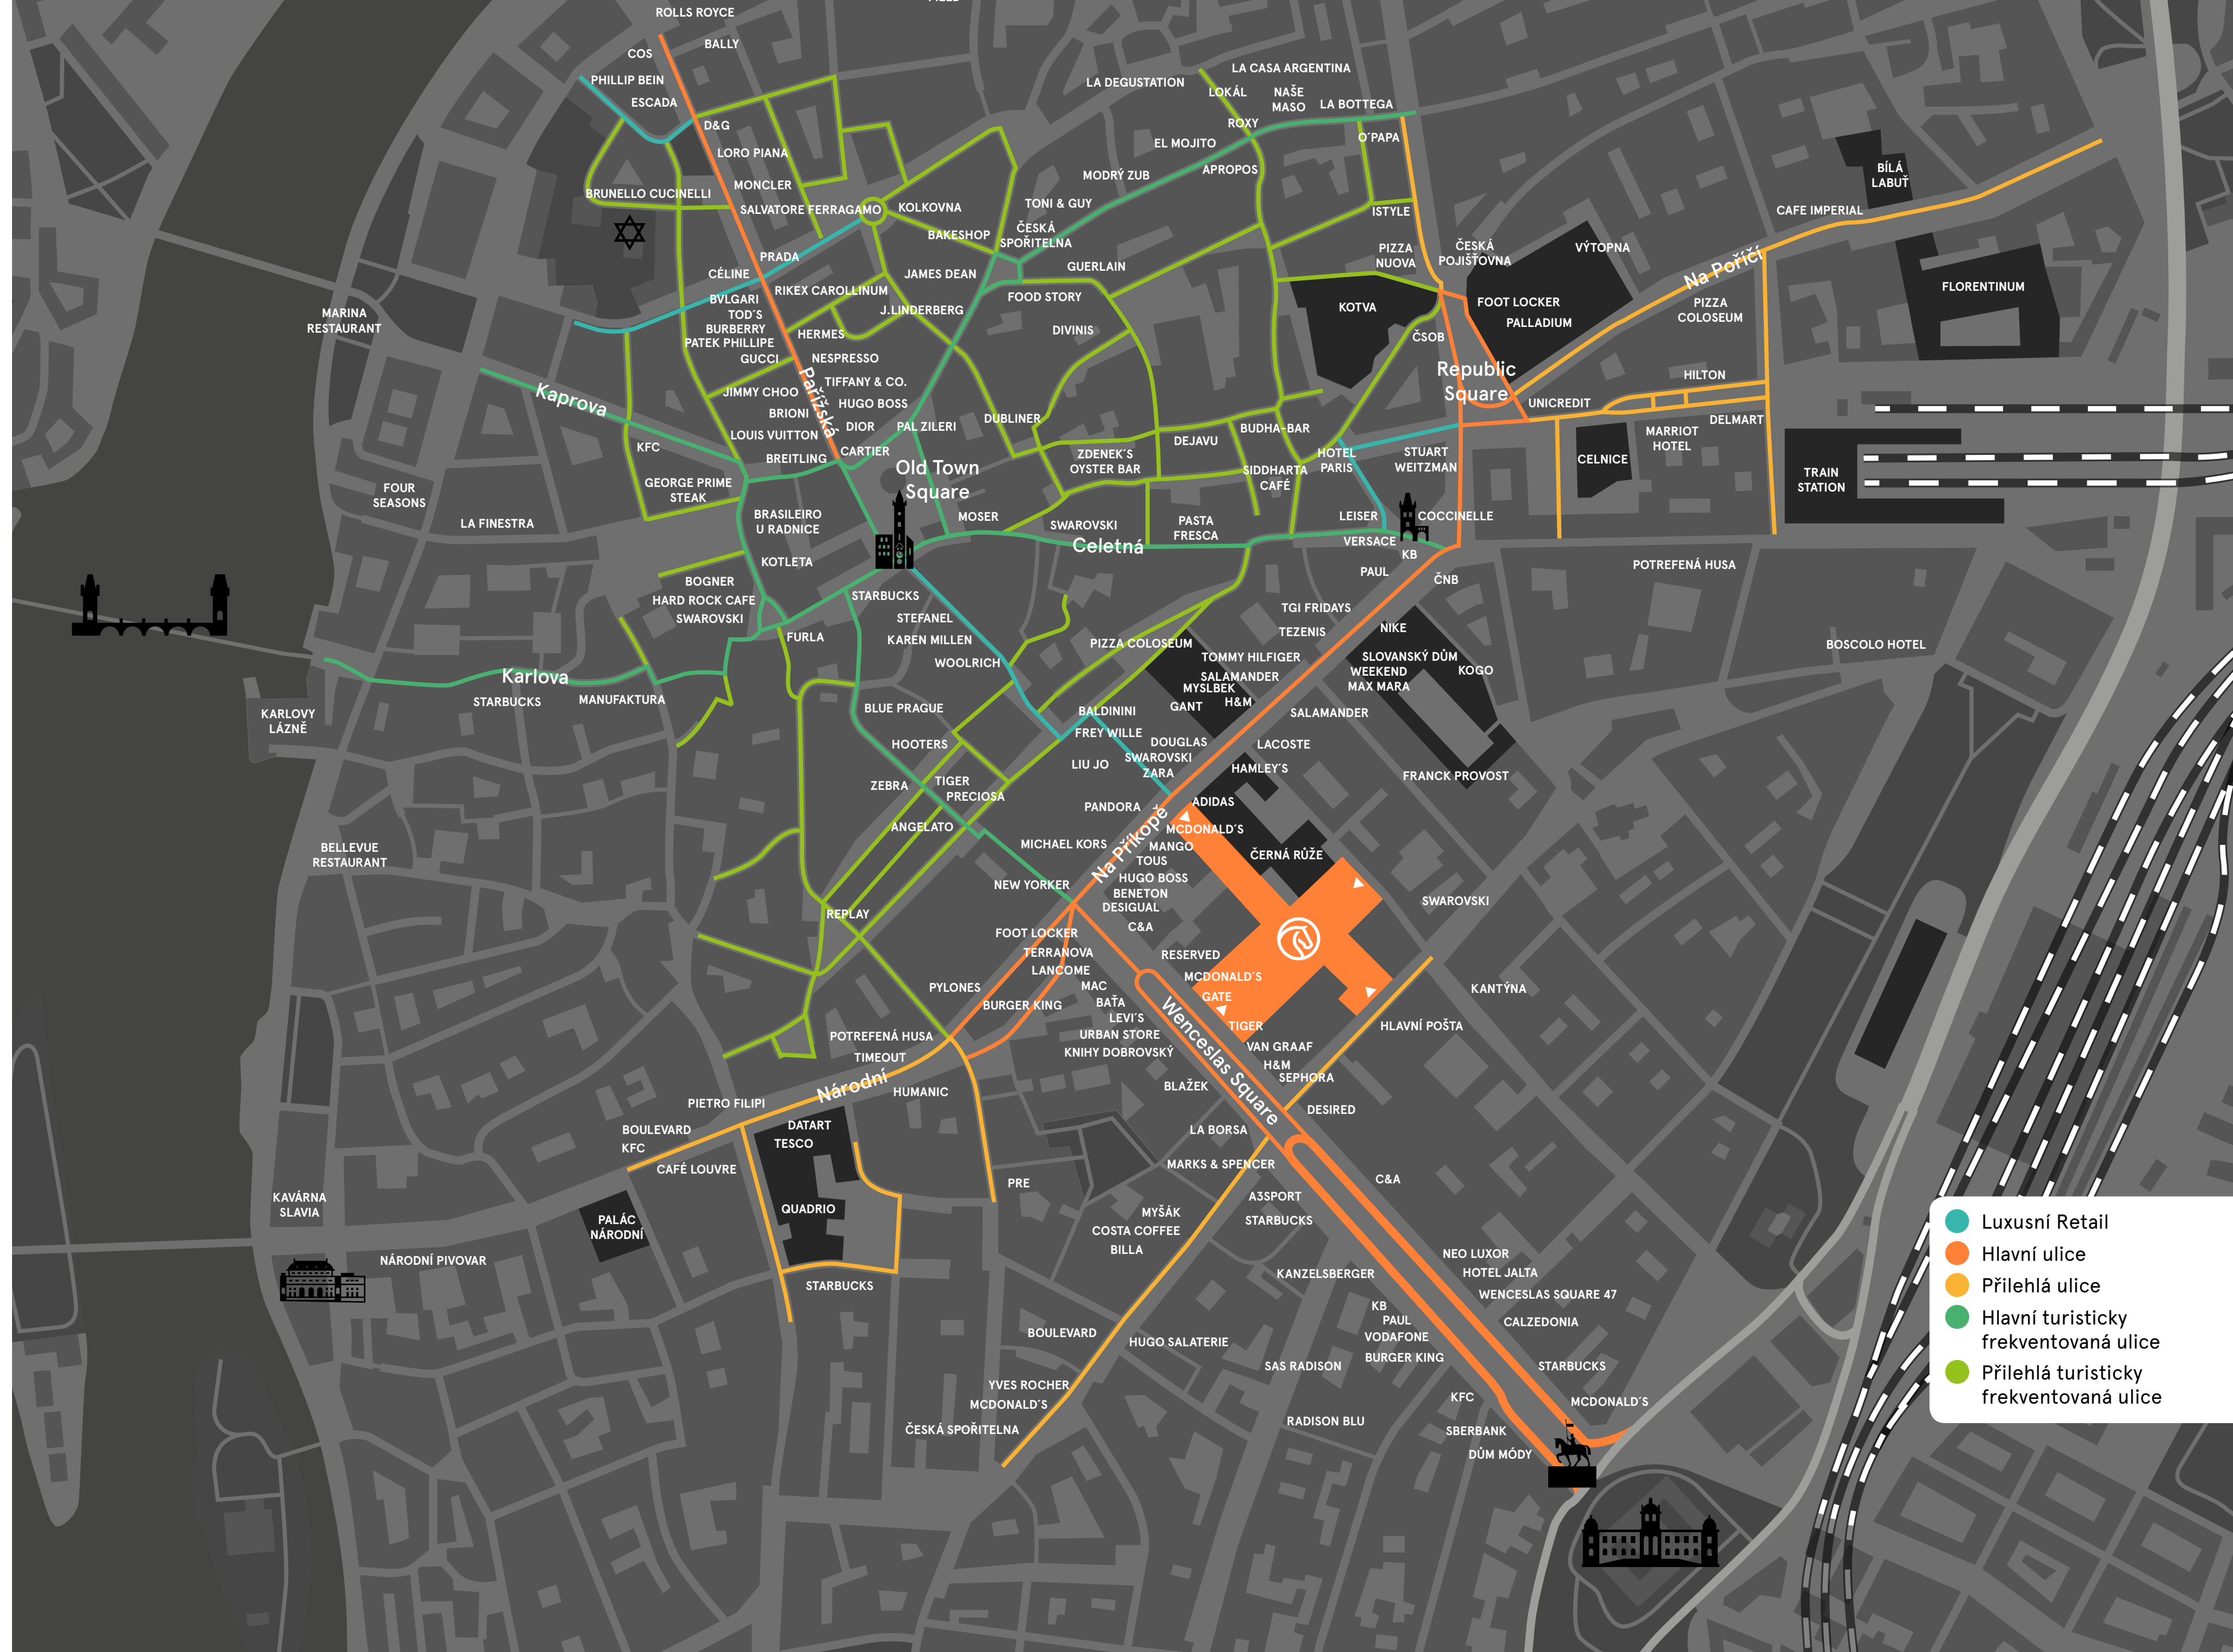 ROLLS ROYCE
COS
BALLY
PHILLIP BEIN
ESCADA
D&G
LORO PIANA
MONCLER
BRUNELLO CUCINELLI
SALVATORE FERRAGAMO
KOLKOVNA
BAKESHOP
PRADA
CÉLINE
JAMES DEAN
RIKEX CAROLLINUM
BVLGARI
TOD´S
BURBERRY
PATEK PHILLIPE
GUCCI
J.LINDERBERG
HERMES
NESPRESSO
TIFFANY & CO.
JIMMY CHOO
HUGO BOSS
BRIONI
DIOR
PAL ZILERI
LOUIS VUITTON
CARTIER
BREITLING
Pařížská
LA DEGUSTATION
LA CASA ARGENTINA
LOKÁL
NAŠE
MASO
LA BOTTEGA
ROXY
O´PAPA
EL MOJITO
APROPOS
MODRÝ ZUB
TONI & GUY
ČESKÁ
SPOŘITELNA
GUERLAIN
FOOD STORY
DIVINIS
DUBLINER
ISTYLE
PIZZA
NUOVA
ČESKÁ
POJIŠŤOVNA
VÝTOPNA
KOTVA
FOOT LOCKER
PALLADIUM
ČSOB
Republic
Square
UNICREDIT
Na Poříčí
CAFE IMPERIAL
BÍLÁ
LABUŤ
FLORENTINUM
PIZZA
COLOSEUM
HILTON
DELMART
MARRIOT
HOTEL
CELNICE
TRAIN
STATION
MARINA
RESTAURANT
Kaprova
KFC
GEORGE PRIME
STEAK
FOUR
SEASONS
LA FINESTRA
Old Town
Square
ZDENEK´S
OYSTER BAR
DEJAVU
BUDHA-BAR
SIDDHARTA
CAFÉ
HOTEL
PARIS
STUART
WEITZMAN
BRASILEIRO
U RADNICE
MOSER
SWAROVSKI
PASTA
FRESCA
LEISER
COCCINELLE
Celetná
VERSACE
KB
KOTLETA
PAUL
ČNB
POTREFENÁ HUSA
BOGNER
HARD ROCK CAFE
SWAROVSKI
STARBUCKS
STEFANEL
FURLA
KAREN MILLEN
WOOLRICH
TGI FRIDAYS
TEZENIS
NIKE
PIZZA COLOSEUM
TOMMY HILFIGER
SLOVANSKÝ DŮM
WEEKEND
MAX MARA
KOGO
BOSCOLO HOTEL
SALAMANDER
MYSLBEK
H&M
GANT
SALAMANDER
Karlova
STARBUCKS
MANUFAKTURA
KARLOVY
LÁZNĚ
BLUE PRAGUE
BALDININI
FREY WILLE
HOOTERS
DOUGLAS
LACOSTE
SWAROVSKI
LIU JO
ZARA
HAMLEY´S
FRANCK PROVOST
ZEBRA
TIGER
PRECIOSA
PANDORA
ADIDAS
ANGELATO
MCDONALD´S
Na Příkopě
MICHAEL KORS
MANGO
TOUS
ČERNÁ RŮŽE
BELLEVUE
RESTAURANT
NEW YORKER
HUGO BOSS
BENETON
DESIGUAL
SWAROVSKI
REPLAY
C&A
FOOT LOCKER
TERRANOVA
RESERVED
LANCOME
MCDONALD´S
PYLONES
MAC
KANTÝNA
BURGER KING
BAŤA
GATE
LEVI´S
TIGER
HLAVNÍ POŠTA
URBAN STORE
KNIHY DOBROVSKÝ
VAN GRAAF
POTREFENÁ HUSA
TIMEOUT
H&M
SEPHORA
Wenceslas Square
BLAŽEK
Národní
HUMANIC
PIETRO FILIPI
DESIRED
BOULEVARD
KFC
DATART
TESCO
LA BORSA
CAFÉ LOUVRE
MARKS & SPENCER
PRE
C&A
KAVÁRNA
SLAVIA
A3SPORT
QUADRIO
MYŠÁK
STARBUCKS
PALÁC
NÁRODNÍ
COSTA COFFEE
BILLA
NÁRODNÍ PIVOVAR
NEO LUXOR
HOTEL JALTA
STARBUCKS
KANZELSBERGER
WENCESLAS SQUARE 47
KB
PAUL
CALZEDONIA
BOULEVARD
VODAFONE
HUGO SALATERIE
BURGER KING
SAS RADISON
STARBUCKS
YVES ROCHER
MCDONALD´S
KFC
MCDONALD´S
ČESKÁ SPOŘITELNA
RADISON BLU
SBERBANK
DŮM MÓDY
Luxusní Retail
Hlavní ulice
Přilehlá ulice
Hlavní turisticky
frekventovaná ulice
Přilehlá turisticky
frekventovaná ulice